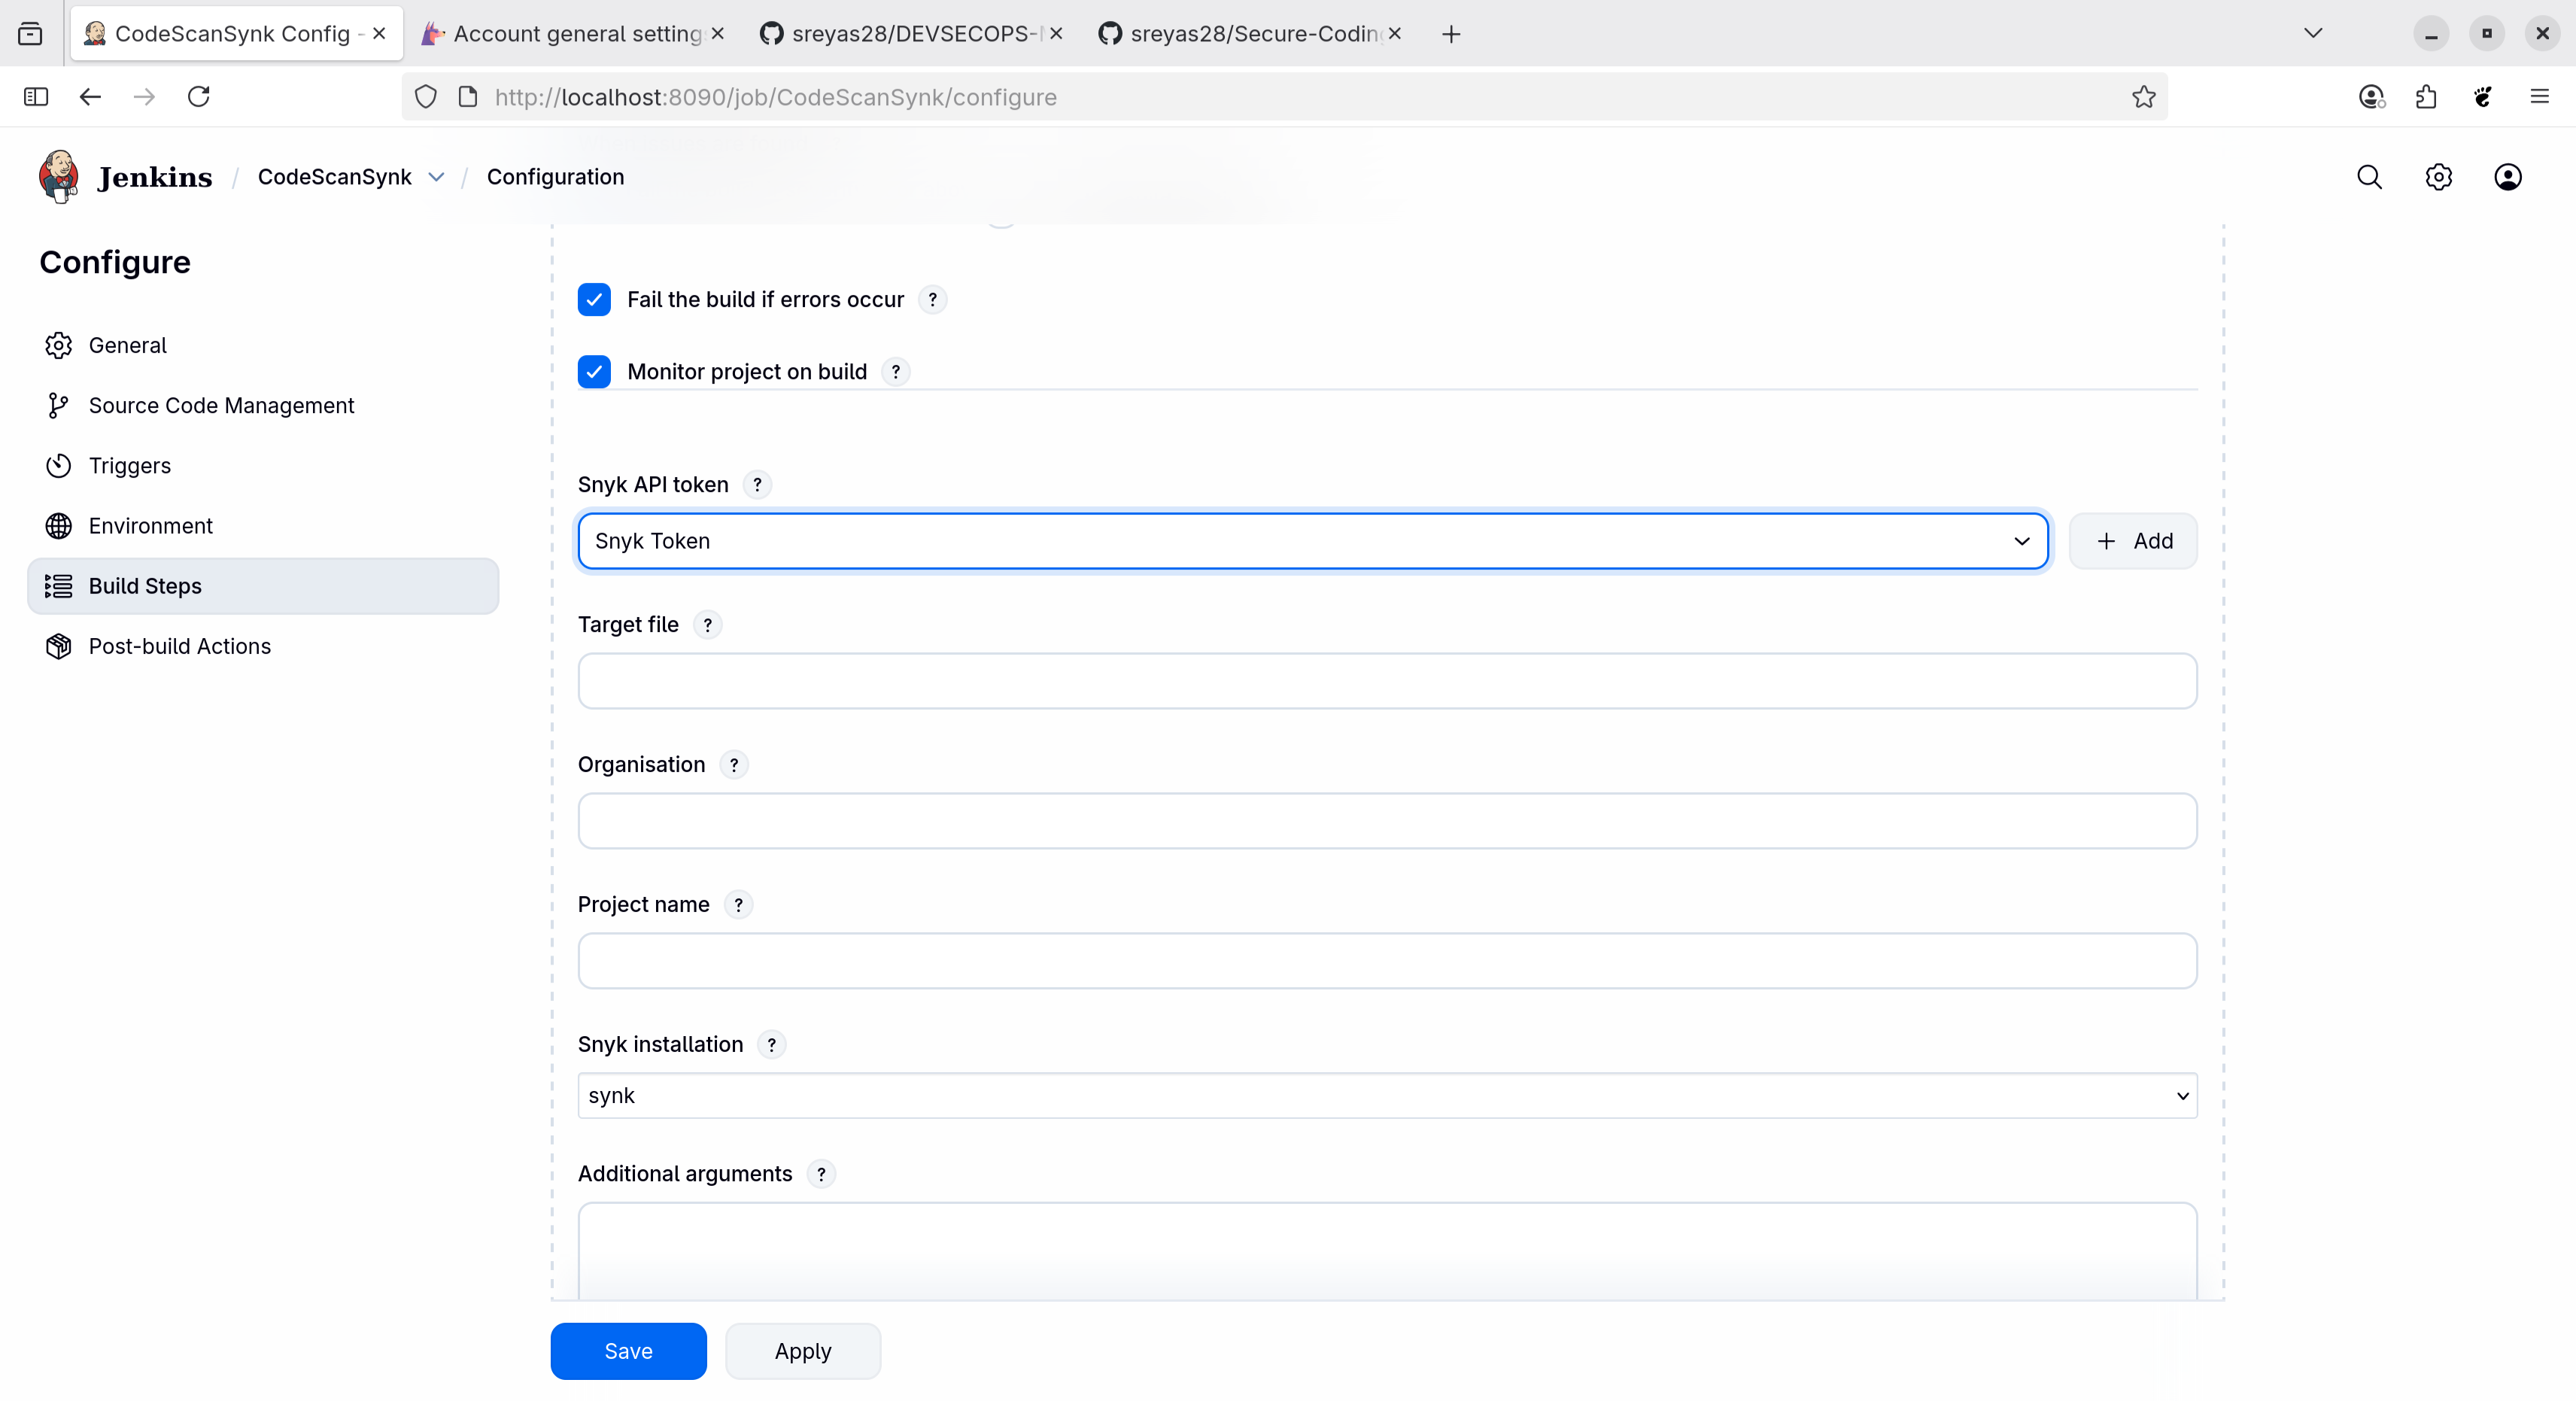 CodeScanSynk Config -
Account general setting
sreyas28/DEVSECOPS-
sreyas28/Secure-Coding
http://localhost:8090/job/CodeScanSynk/configure
Jenkins / CodeScanSynk / Configuration
Configure
General
Source Code Management
Triggers
Environment
Build Steps
Post-build Actions
Fail the build if errors occur ?
Monitor project on build ?
Snyk API token ?
Snyk Token
+ Add
Target file ?
Organisation ?
Project name ?
Snyk installation ?
synk
Additional arguments ?
Save
Apply